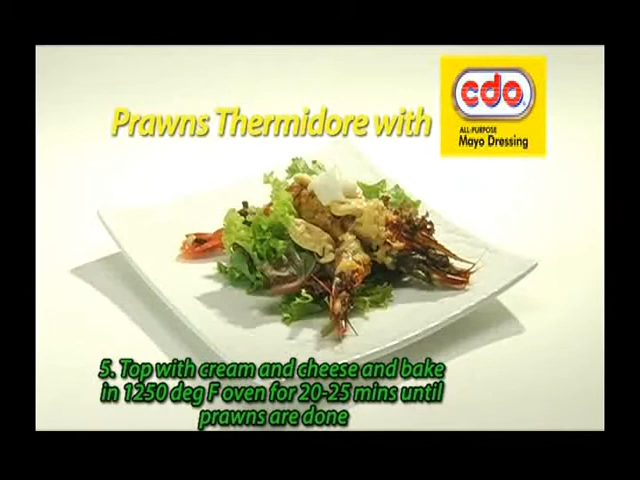 Prawns Thermidore with
cdo
ALL-PURPOSE
Mayo Dressing
5. Top with cream and cheese and bake
in 1250 deg F oven for 20-25 mins until
prawns are done